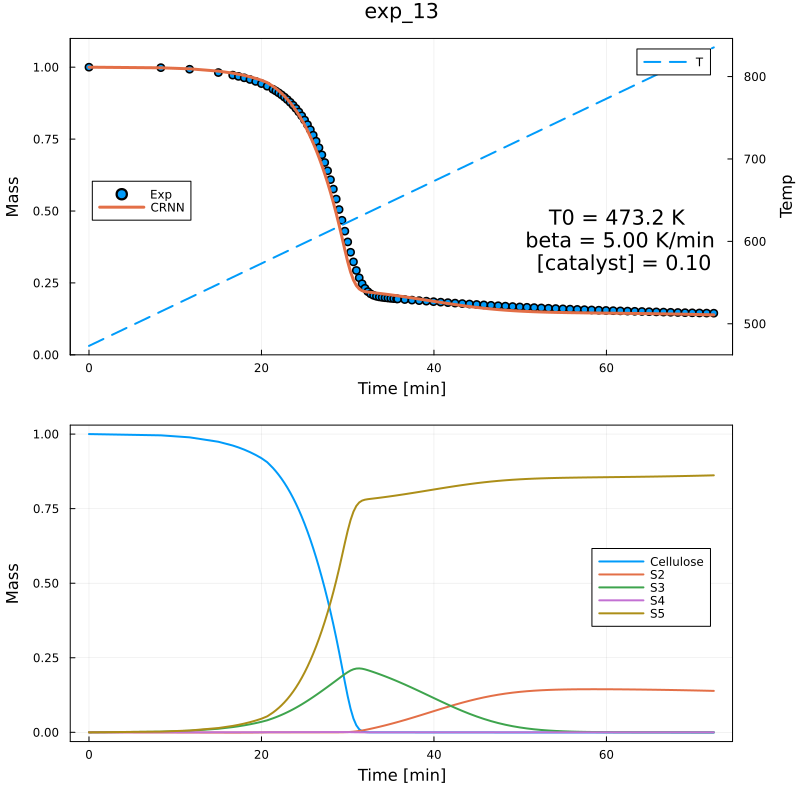 exp_13
1.00
0.75
0.50
0.25
0.00
Mass
800
700
600
500
Temp
T
Exp
CRNN
T0 = 473.2 K
beta = 5.00 K/min
[catalyst] = 0.10
0
20
40
60
Time [min]
1.00
0.75
0.50
0.25
0.00
Mass
Cellulose
S2
S3
S4
S5
0
20
40
60
Time [min]